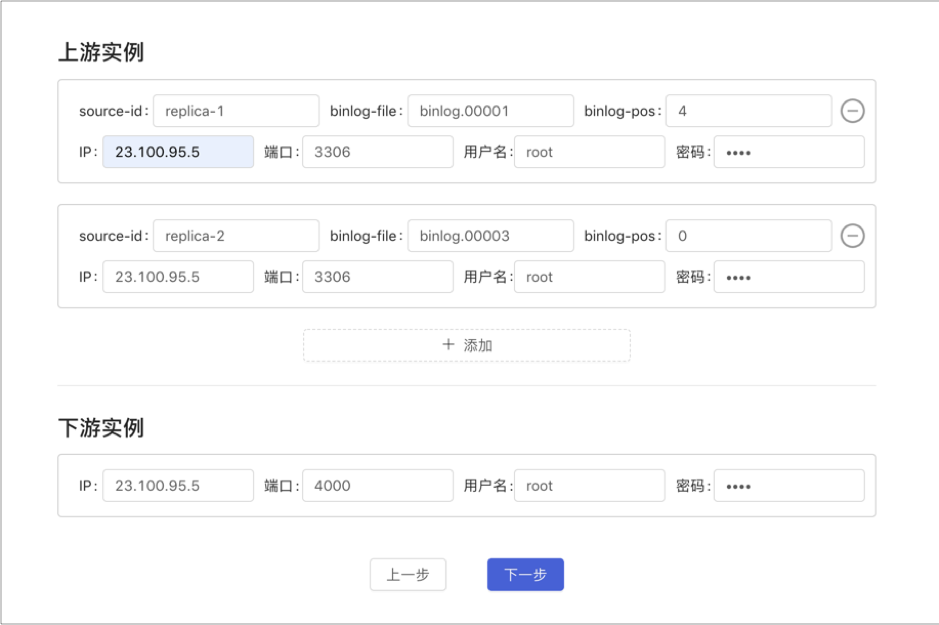 上游实例
source-id: replica-1 binlog-file: binlog.00001 binlog-pos: 4
IP: 23.100.95.5 端口: 3306 用户名: root 密码: ••••
source-id: replica-2 binlog-file: binlog.00003 binlog-pos: 0
IP: 23.100.95.5 端口: 3306 用户名: root 密码: ••••
+ 添加
下游实例
IP: 23.100.95.5 端口: 4000 用户名: root 密码: ••••
上一步 下一步